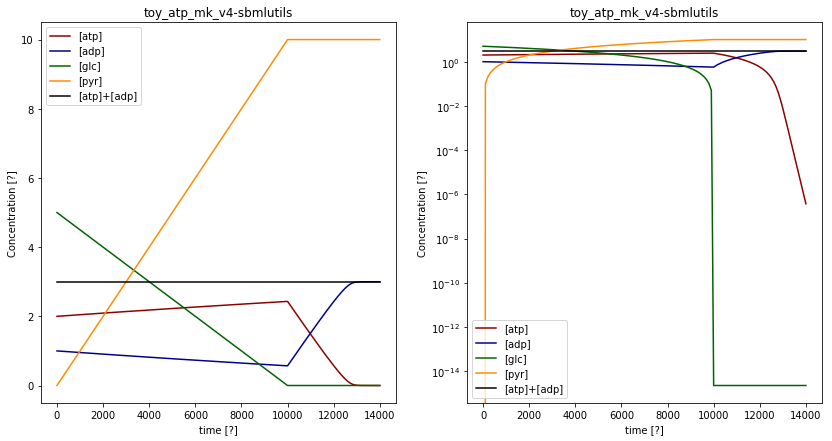 toy_atp_mk_v4-sbmlutils
[atp]
[adp]
[glc]
[pyr]
[atp]+[adp]
10
8
6
4
2
0
Concentration [?]
0 2000 4000 6000 8000 10000 12000 14000
time [?]
toy_atp_mk_v4-sbmlutils
10^0
10^-2
10^-4
10^-6
10^-8
10^-10
10^-12
10^-14
Concentration [?]
[atp]
[adp]
[glc]
[pyr]
[atp]+[adp]
0 2000 4000 6000 8000 10000 12000 14000
time [?]